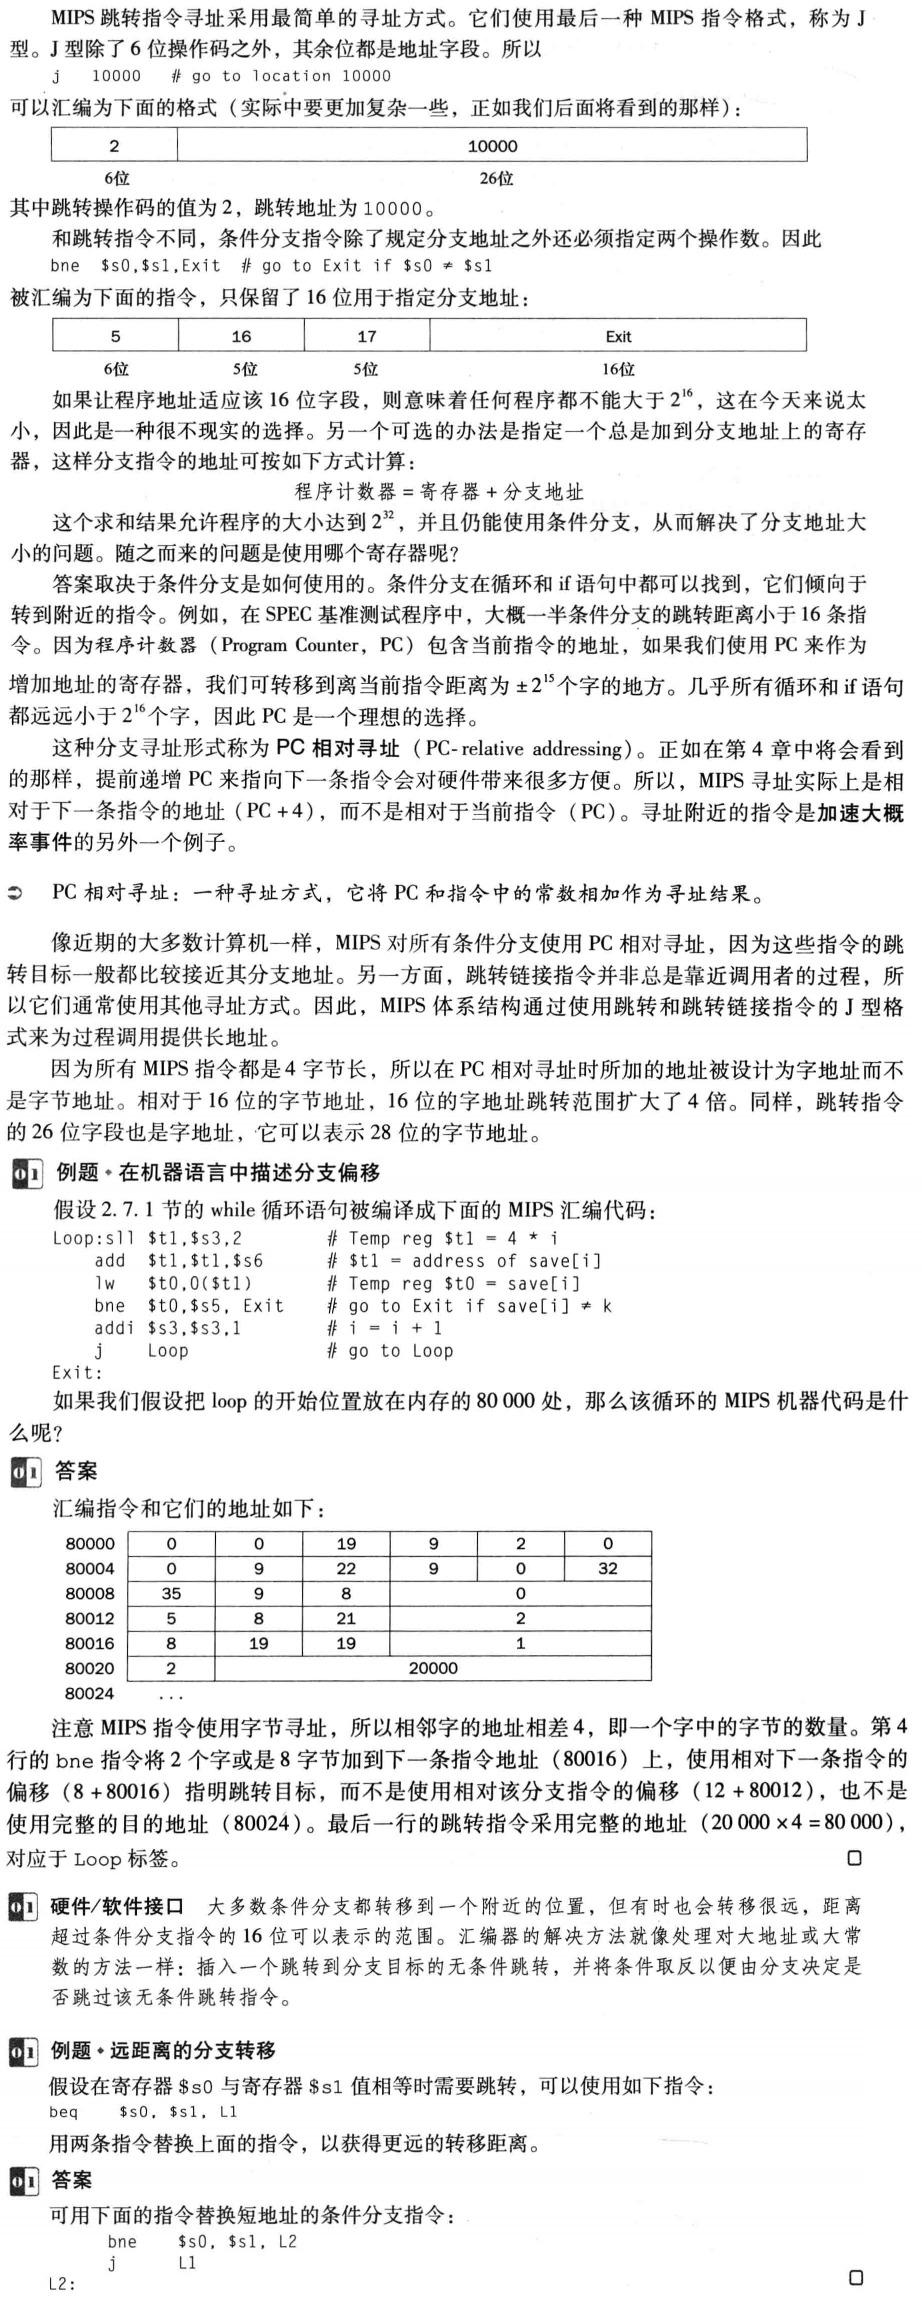 MIPS 跳转指令寻址采用最简单的寻址方式。它们使用最后一种 MIPS 指令格式，称为 J
型。J 型除了 6 位操作码之外，其余位都是地址字段。所以
j 10000 # go to location 10000
可以汇编为下面的格式（实际中要更加复杂一些，正如我们后面将看到的那样）：
2 10000
6位 26位
其中跳转操作码的值为 2，跳转地址为 10000。
和跳转指令不同，条件分支指令除了规定分支地址之外还必须指定两个操作数。因此
bne $s0,$s1,Exit # go to Exit if $s0 ≠ $s1
被汇编为下面的指令，只保留了 16 位用于指定分支地址：
5 16 17 Exit
6位 5位 5位 16位
如果让程序地址适应该 16 位字段，则意味着任何程序都不能大于 2¹⁶，这在今天来说太
小，因此是一种很不现实的选择。另一个可选的办法是指定一个总是加到分支地址上的寄存
器，这样分支指令的地址可按如下方式计算：
程序计数器 = 寄存器 + 分支地址
这个求和结果允许程序的大小达到 2³²，并且仍能使用条件分支，从而解决了分支地址大
小的问题。随之而来的问题是使用哪个寄存器呢?
答案取决于条件分支是如何使用的。条件分支在循环和 if 语句中都可以找到，它们倾向于
转到附近的指令。例如，在 SPEC 基准测试程序中，大概一半条件分支的跳转距离小于 16 条指
令。因为程序计数器（Program Counter，PC）包含当前指令的地址，如果我们使用 PC 来作为
增加地址的寄存器，我们可转移到离当前指令距离为 ±2¹⁵ 个字的地方。几乎所有循环和 if 语句
都远远小于 2¹⁶ 个字，因此 PC 是一个理想的选择。
这种分支寻址形式称为 PC 相对寻址（PC-relative addressing）。正如在第 4 章中将会看到
的那样，提前递增 PC 来指向下一条指令会对硬件带来很多方便。所以，MIPS 寻址实际上是相
对于下一条指令的地址（PC + 4），而不是相对于当前指令（PC）。寻址附近的指令是加速大概
率事件的另外一个例子。
➲ PC 相对寻址：一种寻址方式，它将 PC 和指令中的常数相加作为寻址结果。
像近期的大多数计算机一样，MIPS 对所有条件分支使用 PC 相对寻址，因为这些指令的跳
转目标一般都比较接近其分支地址。另一方面，跳转链接指令并非总是靠近调用者的过程，所
以它们通常使用其他寻址方式。因此，MIPS 体系结构通过使用跳转和跳转链接指令的 J 型格
式来为过程调用提供长地址。
因为所有 MIPS 指令都是 4 字节长，所以在 PC 相对寻址时所加的地址被设计为字地址而不
是字节地址。相对于 16 位的字节地址，16 位的字地址跳转范围扩大了 4 倍。同样，跳转指令
的 26 位字段也是字地址，它可以表示 28 位的字节地址。
01 例题 • 在机器语言中描述分支偏移
假设 2.7.1 节的 while 循环语句被编译成下面的 MIPS 汇编代码：
Loop:sll $t1,$s3,2 # Temp reg $t1 = 4 * i
add $t1,$t1,$s6 # $t1 = address of save[i]
lw $t0,0($t1) # Temp reg $t0 = save[i]
bne $t0,$s5, Exit # go to Exit if save[i] ≠ k
addi $s3,$s3,1 # i = i + 1
j Loop # go to Loop
Exit:
如果我们假设把 loop 的开始位置放在内存的 80 000 处，那么该循环的 MIPS 机器代码是什
么呢?
01 答案
汇编指令和它们的地址如下：
80000 0 0 19 9 2 0
80004 0 9 22 9 0 32
80008 35 9 8 0
80012 5 8 21 2
80016 8 19 19 1
80020 2 20000
80024 ...
注意 MIPS 指令使用字节寻址，所以相邻字的地址相差 4，即一个字中的字节的数量。第 4
行的 bne 指令将 2 个字或是 8 字节加到下一条指令地址（80016）上，使用相对下一条指令的
偏移（8 + 80016）指明跳转目标，而不是使用相对该分支指令的偏移（12 + 80012），也不是
使用完整的目的地址（80024）。最后一行的跳转指令采用完整的地址（20 000 × 4 = 80 000），
对应于 Loop 标签。 □
01 硬件/软件接口 大多数条件分支都转移到一个附近的位置，但有时也会转移很远，距离
超过条件分支指令的 16 位可以表示的范围。汇编器的解决方法就像处理对大地址或大常
数的方法一样：插入一个跳转到分支目标的无条件跳转，并将条件取反以便由分支决定是
否跳过该无条件跳转指令。
01 例题 • 远距离的分支转移
假设在寄存器 $s0 与寄存器 $s1 值相等时需要跳转，可以使用如下指令：
beq $s0, $s1, L1
用两条指令替换上面的指令，以获得更远的转移距离。
01 答案
可用下面的指令替换短地址的条件分支指令：
bne $s0, $s1, L2
j L1
L2: □